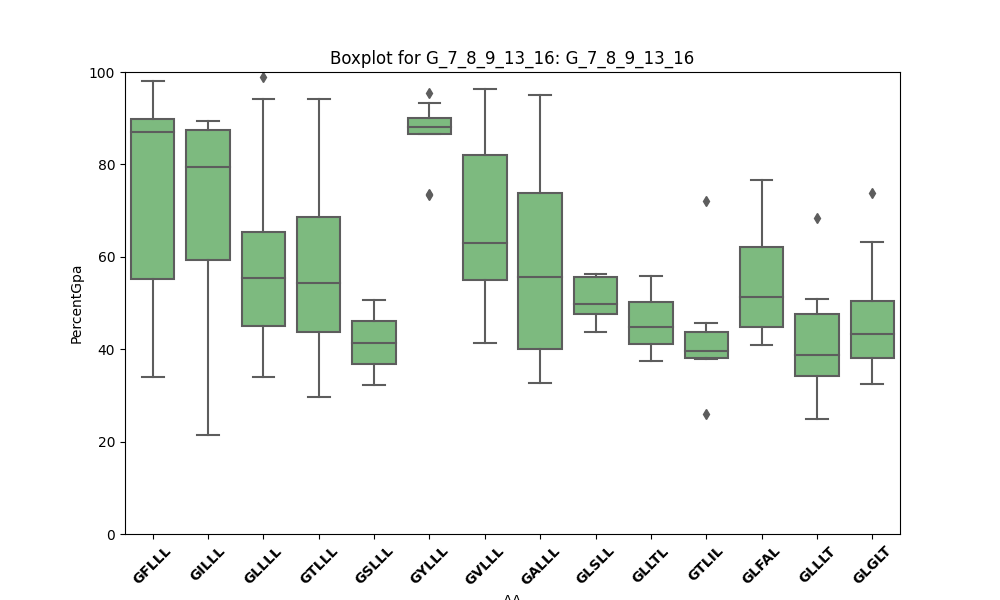 Boxplot for G_7_8_9_13_16: G_7_8_9_13_16
PercentGpa
100
80
60
40
20
0
GFLLL GILLL GLLLL GTLLL GSLLL GYLLL GVLLL GALLL GLSLL GLLTL GTLIL GLFAL GLLLT GLGLT
AA